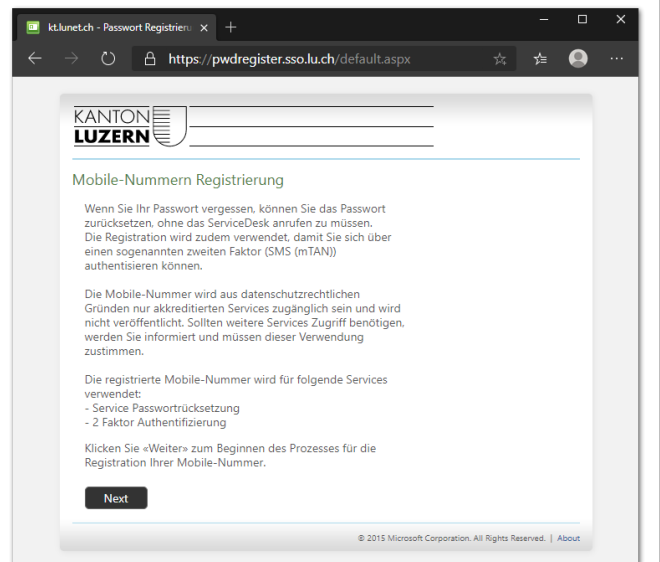 kt.lunet.ch - Passwort Registrieru
https://pwdregister.sso.lu.ch/default.aspx
KANTON
LUZERN
Mobile-Nummern Registrierung
Wenn Sie Ihr Passwort vergessen, können Sie das Passwort
zurücksetzen, ohne das ServiceDesk anrufen zu müssen.
Die Registration wird zudem verwendet, damit Sie sich über
einen sogenannten zweiten Faktor (SMS (mTAN))
authentisieren können.
Die Mobile-Nummer wird aus datenschutzrechtlichen
Gründen nur akkreditierten Services zugänglich sein und wird
nicht veröffentlicht. Sollten weitere Services Zugriff benötigen,
werden Sie informiert und müssen dieser Verwendung
zustimmen.
Die registrierte Mobile-Nummer wird für folgende Services
verwendet:
- Service Passwortrücksetzung
- 2 Faktor Authentifizierung
Klicken Sie «Weiter» zum Beginnen des Prozesses für die
Registration Ihrer Mobile-Nummer.
Next
© 2015 Microsoft Corporation. All Rights Reserved. | About